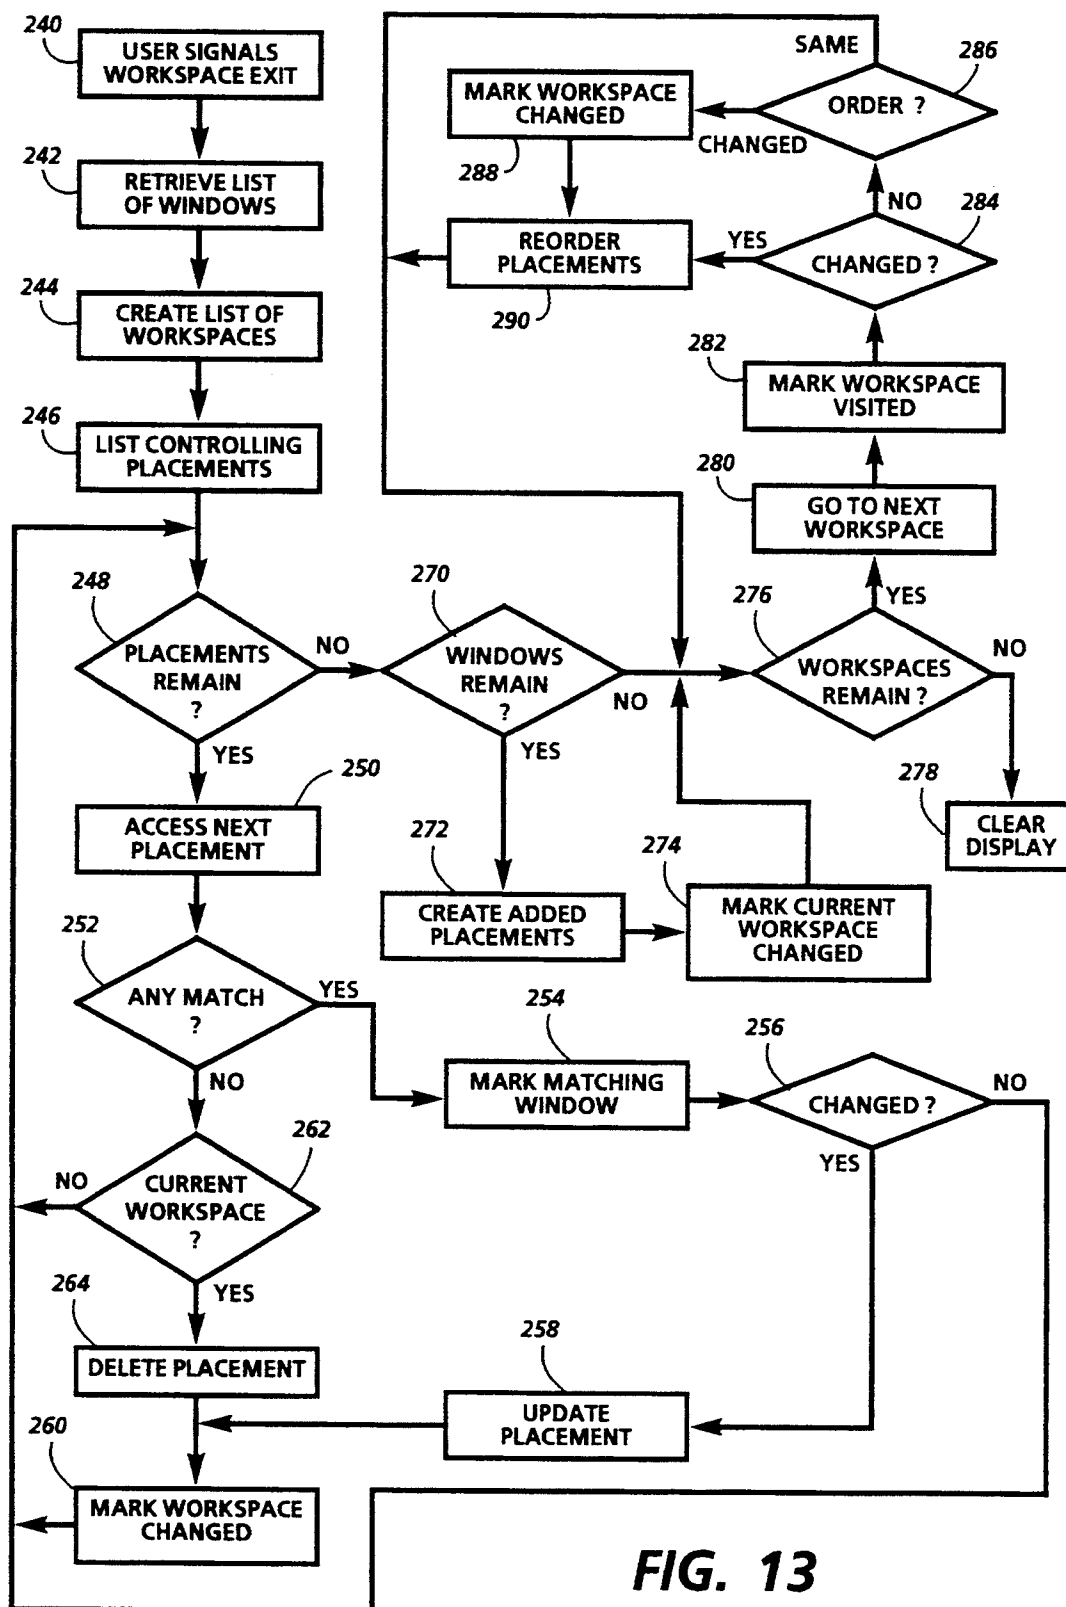 240
USER SIGNALS
WORKSPACE EXIT
242
RETRIEVE LIST
OF WINDOWS
244
CREATE LIST OF
WORKSPACES
246
LIST CONTROLLING
PLACEMENTS
248
PLACEMENTS
REMAIN
?
NO
YES
250
ACCESS NEXT
PLACEMENT
252
ANY MATCH
?
YES
NO
254
MARK MATCHING
WINDOW
256
CHANGED ?
NO
YES
258
UPDATE
PLACEMENT
262
CURRENT
WORKSPACE
?
NO
YES
264
DELETE PLACEMENT
260
MARK WORKSPACE
CHANGED
270
WINDOWS
REMAIN
?
NO
YES
272
CREATE ADDED
PLACEMENTS
274
MARK CURRENT
WORKSPACE
CHANGED
276
WORKSPACES
REMAIN ?
YES
NO
278
CLEAR
DISPLAY
280
GO TO NEXT
WORKSPACE
282
MARK WORKSPACE
VISITED
284
CHANGED ?
YES
NO
286
ORDER ?
SAME
CHANGED
288
MARK WORKSPACE
CHANGED
290
REORDER
PLACEMENTS
FIG. 13